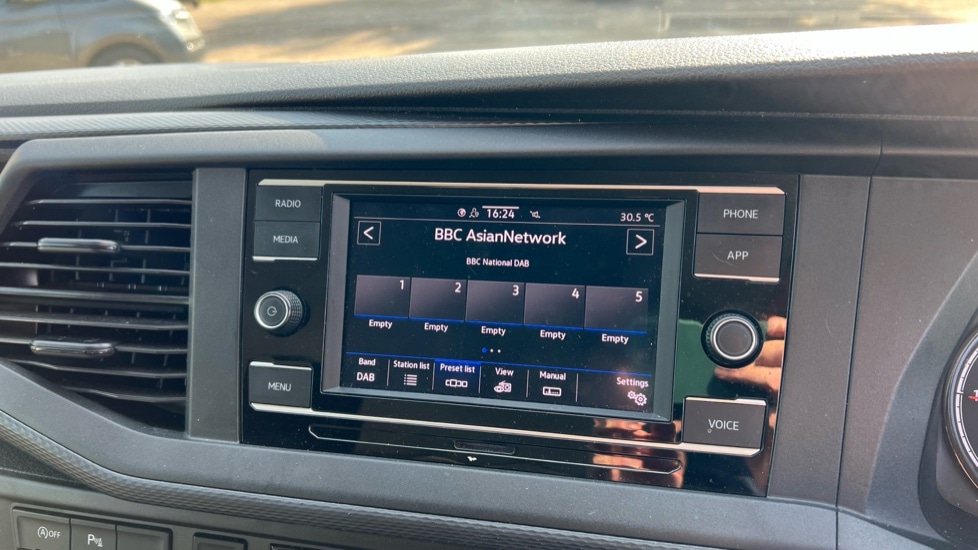 RADIO
MEDIA
MENU
16:24
30.5 °C
<
BBC AsianNetwork
>
BBC National DAB
1 2 3 4 5
Empty Empty Empty Empty Empty
Band Station list Preset list View Manual Settings
DAB
PHONE
APP
VOICE
A OFF
P